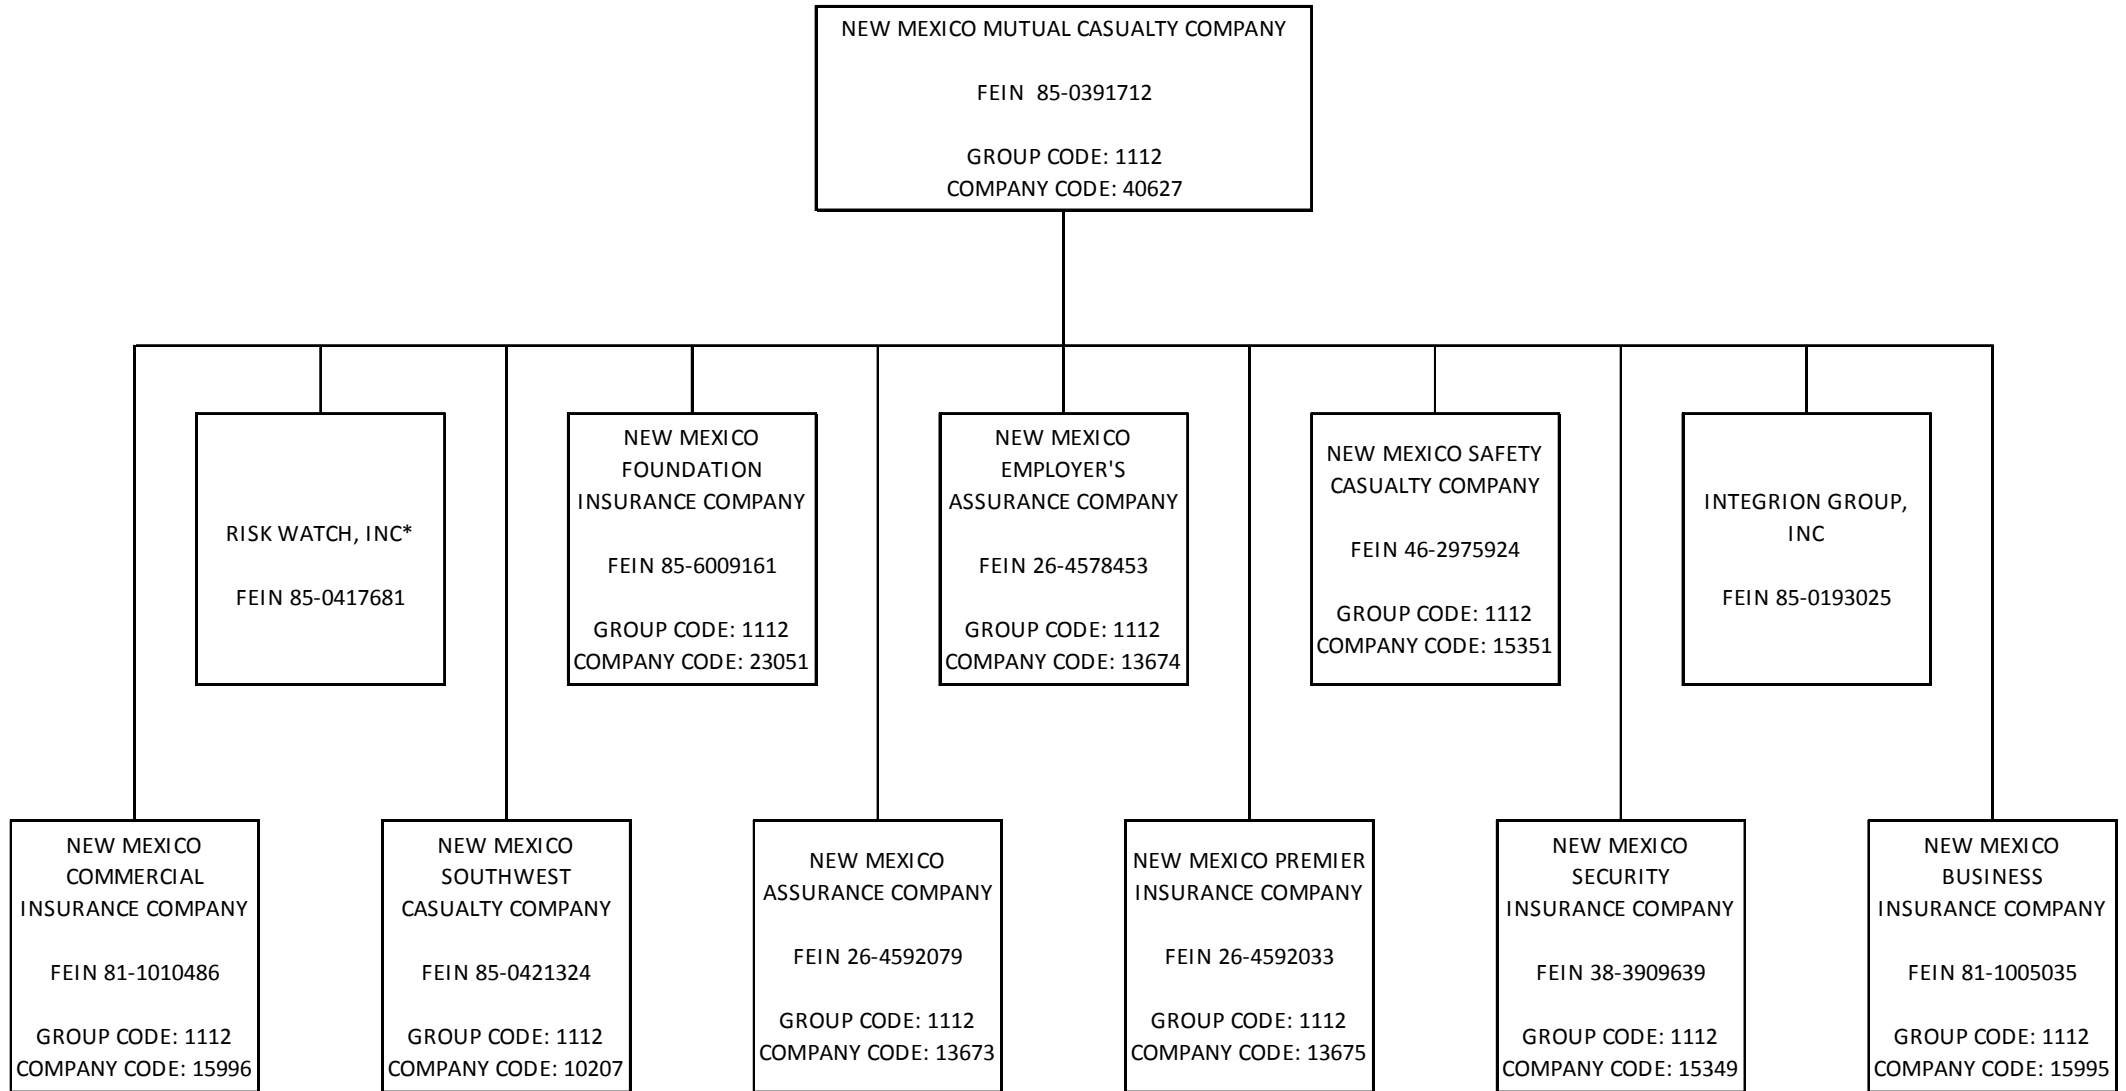 NEW MEXICO MUTUAL CASUALTY COMPANY
FEIN 85-0391712
GROUP CODE: 1112
COMPANY CODE: 40627
RISK WATCH, INC*
FEIN 85-0417681
NEW MEXICO
FOUNDATION
INSURANCE COMPANY
FEIN 85-6009161
GROUP CODE: 1112
COMPANY CODE: 23051
NEW MEXICO
EMPLOYER'S
ASSURANCE COMPANY
FEIN 26-4578453
GROUP CODE: 1112
COMPANY CODE: 13674
NEW MEXICO SAFETY
CASUALTY COMPANY
FEIN 46-2975924
GROUP CODE: 1112
COMPANY CODE: 15351
INTEGRION GROUP,
INC
FEIN 85-0193025
NEW MEXICO
COMMERCIAL
INSURANCE COMPANY
FEIN 81-1010486
GROUP CODE: 1112
COMPANY CODE: 15996
NEW MEXICO
SOUTHWEST
CASUALTY COMPANY
FEIN 85-0421324
GROUP CODE: 1112
COMPANY CODE: 10207
NEW MEXICO
ASSURANCE COMPANY
FEIN 26-4592079
GROUP CODE: 1112
COMPANY CODE: 13673
NEW MEXICO PREMIER
INSURANCE COMPANY
FEIN 26-4592033
GROUP CODE: 1112
COMPANY CODE: 13675
NEW MEXICO
SECURITY
INSURANCE COMPANY
FEIN 38-3909639
GROUP CODE: 1112
COMPANY CODE: 15349
NEW MEXICO
BUSINESS
INSURANCE COMPANY
FEIN 81-1005035
GROUP CODE: 1112
COMPANY CODE: 15995